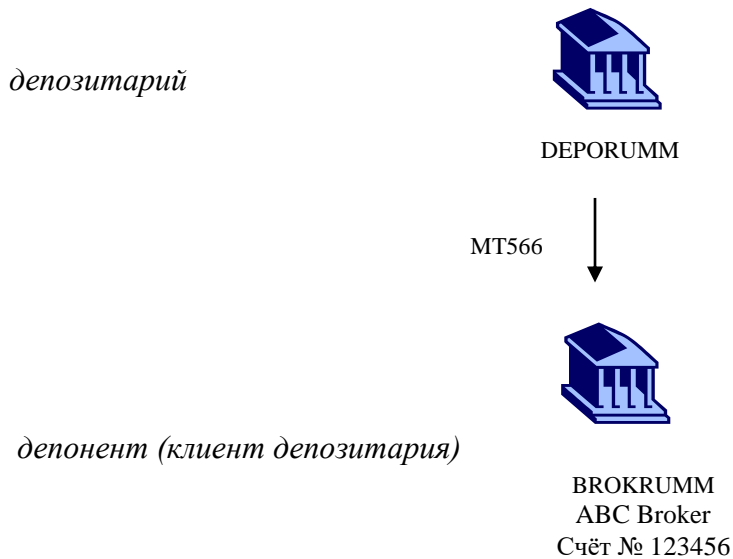 депозитарий
DEPORUMM
MT566
депонент (клиент депозитария)
BROKRUMM
ABC Broker
Счёт № 123456